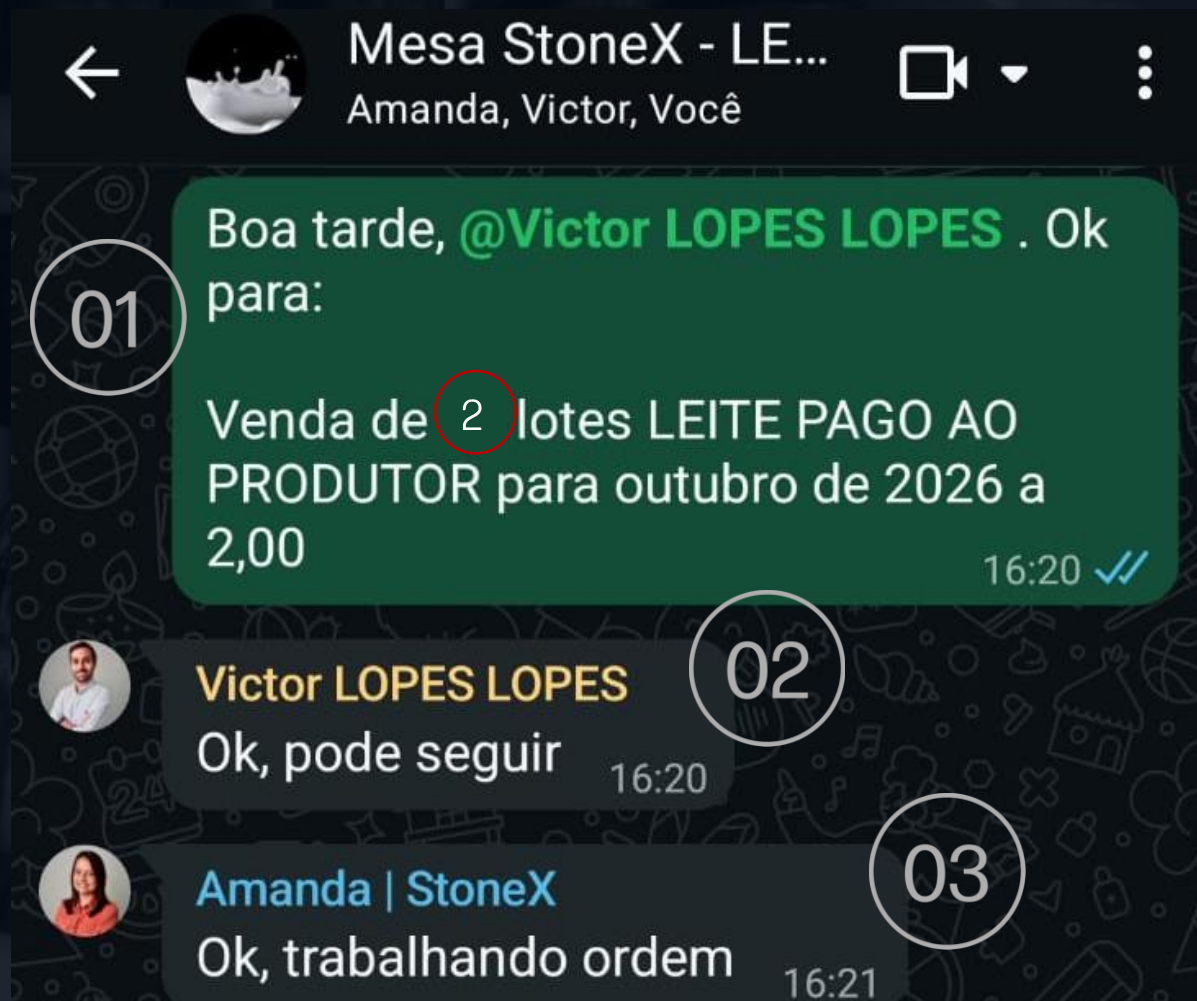 Mesa StoneX - LE...
Amanda, Victor, Você
Boa tarde, @Victor LOPES LOPES . Ok
para:
01
Venda de 2 lotes LEITE PAGO AO
PRODUTOR para outubro de 2026 a
2,00
16:20
02
Victor LOPES LOPES
Ok, pode seguir
16:20
03
Amanda | StoneX
Ok, trabalhando ordem
16:21